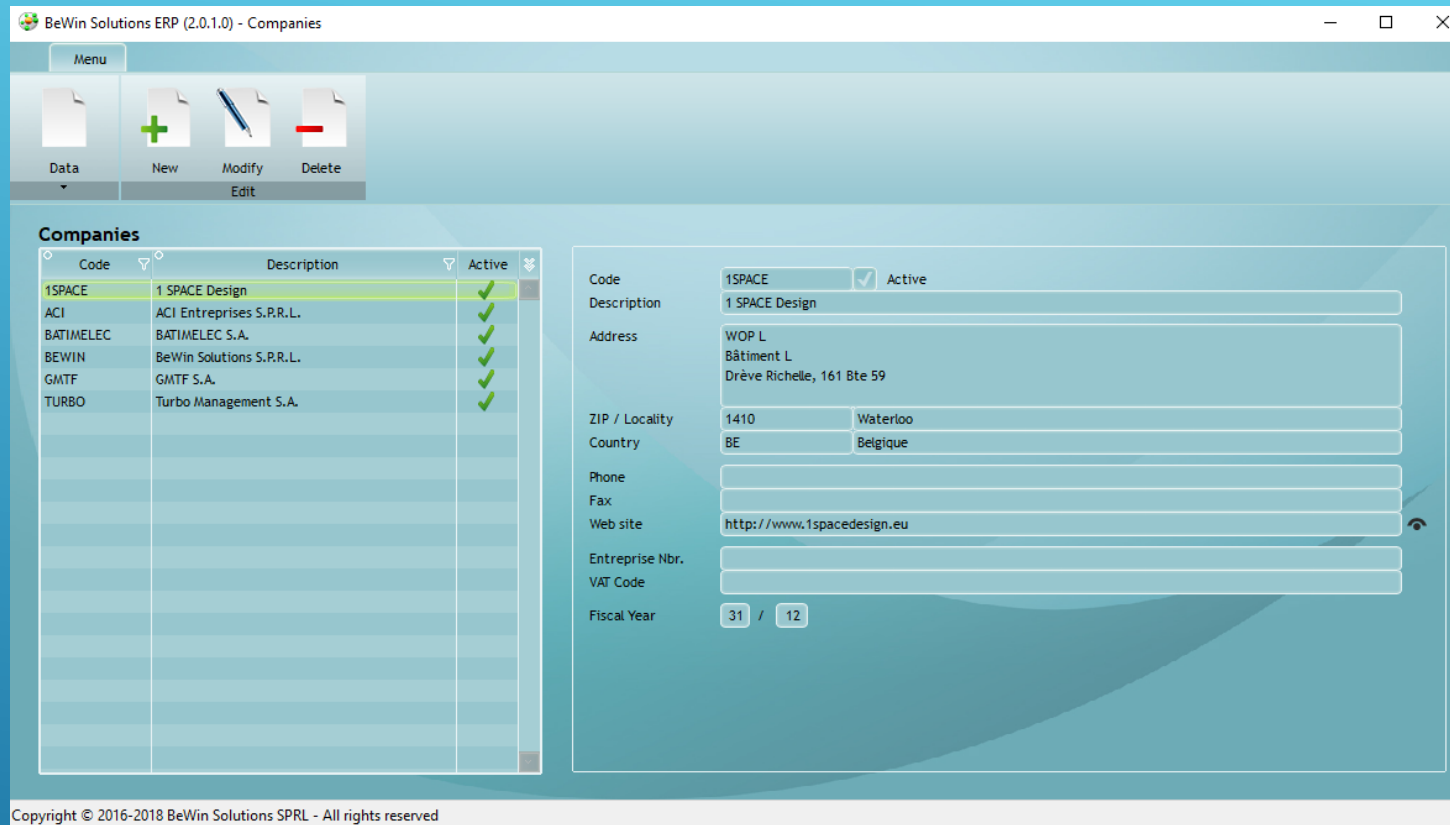 BeWin Solutions ERP (2.0.1.0) - Companies
Menu
Data
New
Modify
Delete
Edit
Companies
Code Description Active
1SPACE 1 SPACE Design
ACI ACI Entreprises S.P.R.L.
BATIMELEC BATIMELEC S.A.
BEWIN BeWin Solutions S.P.R.L.
GMTF GMTF S.A.
TURBO Turbo Management S.A.
Code 1SPACE Active
Description 1 SPACE Design
Address WOP L
Bâtiment L
Drève Richelle, 161 Bte 59
ZIP / Locality 1410 Waterloo
Country BE Belgique
Phone
Fax
Web site http://www.1spacedesign.eu
Entreprise Nbr.
VAT Code
Fiscal Year 31 / 12
Copyright © 2016-2018 BeWin Solutions SPRL - All rights reserved